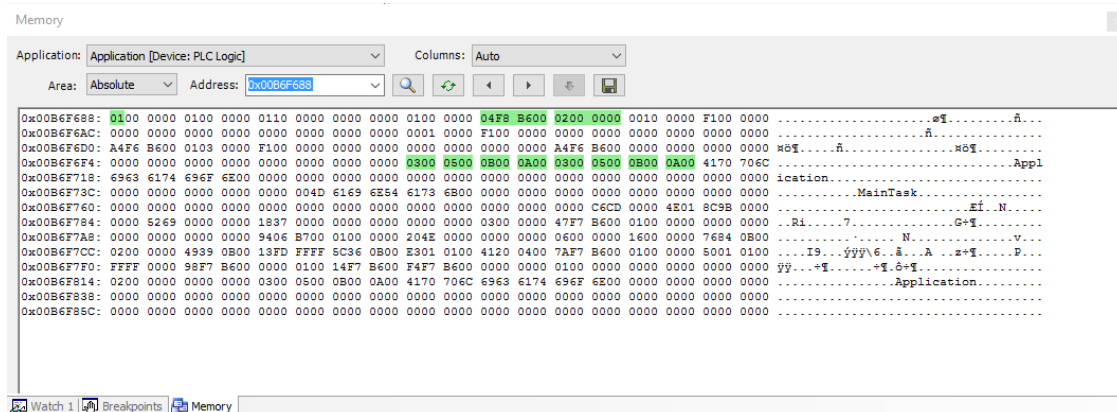 Memory
Application: Application [Device: PLC Logic] Columns: Auto
Area: Absolute Address: 0x00B6F688
0x00B6F688: 0100 0000 0100 0000 0110 0000 0000 0000 0100 0000 04F8 B600 0200 0000 0010 0000 F100 0000 ......................ø¶.......ñ...
0x00B6F6AC: 0000 0000 0000 0000 0000 0000 0000 0000 0001 0000 F100 0000 0000 0000 0000 0000 0000 0000 ....................ñ...............
0x00B6F6D0: A4F6 B600 0103 0000 F100 0000 0000 0000 0000 0000 0000 0000 A4F6 B600 0000 0000 0000 0000 ¤ö¶.....ñ...............¤ö¶.........
0x00B6F6F4: 0000 0000 0000 0000 0000 0000 0000 0000 0300 0500 0B00 0A00 0300 0500 0B00 0A00 4170 706C ................................Appl
0x00B6F718: 6963 6174 696F 6E00 0000 0000 0000 0000 0000 0000 0000 0000 0000 0000 0000 0000 0000 0000 ication.............................
0x00B6F73C: 0000 0000 0000 0000 0000 004D 6169 6E54 6173 6B00 0000 0000 0000 0000 0000 0000 0000 0000 ...........MainTask.................
0x00B6F760: 0000 0000 0000 0000 0000 0000 0000 0000 0000 0000 0000 0000 0000 C6CD 0000 4E01 8C9B 0000
0x00B6F784: 0000 5269 0000 0000 1837 0000 0000 0000 0000 0000 0300 0000 47F7 B600 0100 0000 0000 0000 ..Ri.....7..............G÷¶.........
0x00B6F7A8: 0000 0000 0000 0000 9406 B700 0100 0000 204E 0000 0000 0000 0600 0000 1600 0000 7684 0B00
0x00B6F7CC: 0200 0000 4939 0B00 13FD FFFF 5C36 0B00 E301 0100 4120 0400 7AF7 B600 0100 0000 5001 0100 ....I9...ýÿÿ\6..ã...A ..z÷¶.....P...
0x00B6F7F0: FFFF 0000 98F7 B600 0000 0100 14F7 B600 F4F7 B600 0000 0000 0100 0000 0000 0000 0000 0000 ÿÿ...÷¶......÷¶.ô÷¶.................
0x00B6F814: 0200 0000 0000 0000 0300 0500 0B00 0A00 4170 706C 6963 6174 696F 6E00 0000 0000 0000 0000 ................Application.........
0x00B6F838: 0000 0000 0000 0000 0000 0000 0000 0000 0000 0000 0000 0000 0000 0000 0000 0000 0000 0000 ....................................
0x00B6F85C: 0000 0000 0000 0000 0000 0000 0000 0000 0000 0000 0000 0000 0000 0000 0000 0000 0000 0000 ....................................
Watch 1 Breakpoints Memory